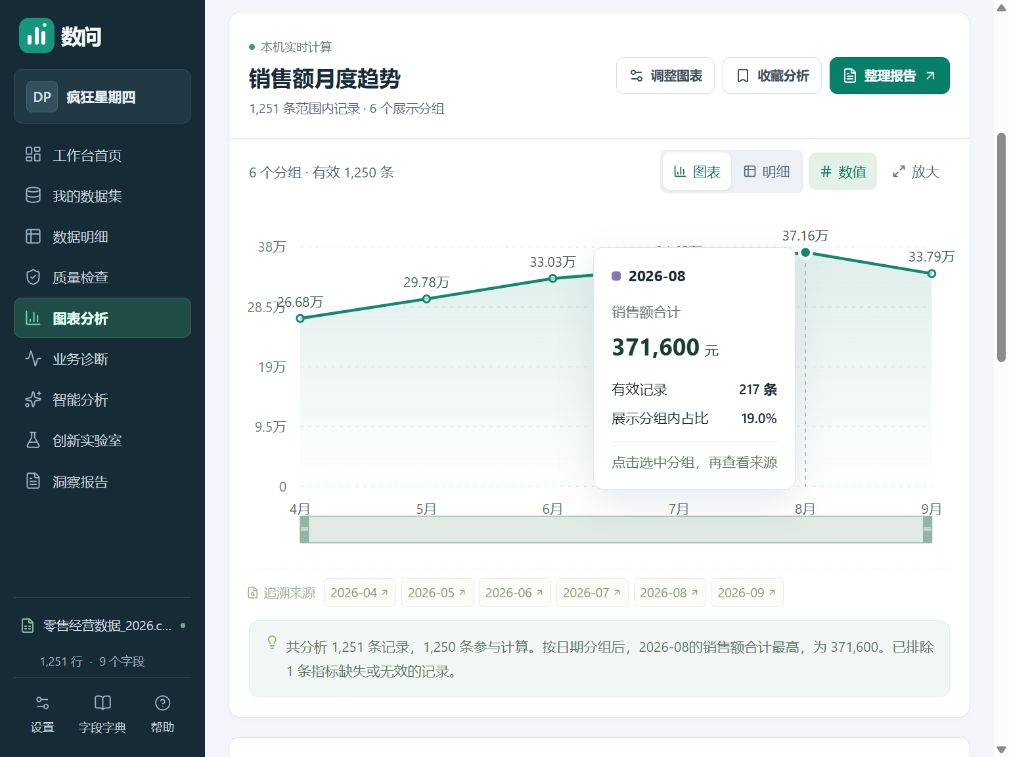 数问
DP 疯狂星期四
工作台首页
我的数据集
数据明细
质量检查
图表分析
业务诊断
智能分析
创新实验室
洞察报告
零售经营数据_2026.c...
1,251 行 · 9 个字段
设置 字段字典 帮助
本机实时计算
销售额月度趋势
1,251 条范围内记录 · 6 个展示分组
调整图表 收藏分析 整理报告
6 个分组 · 有效 1,250 条
图表 明细 数值 放大
38万
28.5万
19万
9.5万
0
26.68万
29.78万
33.03万
37.16万
33.79万
2026-08
销售额合计
371,600 元
有效记录 217 条
展示分组内占比 19.0%
点击选中分组，再查看来源
4月 5月 6月 7月 8月 9月
追溯来源 2026-04 2026-05 2026-06 2026-07 2026-08 2026-09
共分析 1,251 条记录，1,250 条参与计算。按日期分组后，2026-08的销售额合计最高，为 371,600。已排除
1 条指标缺失或无效的记录。